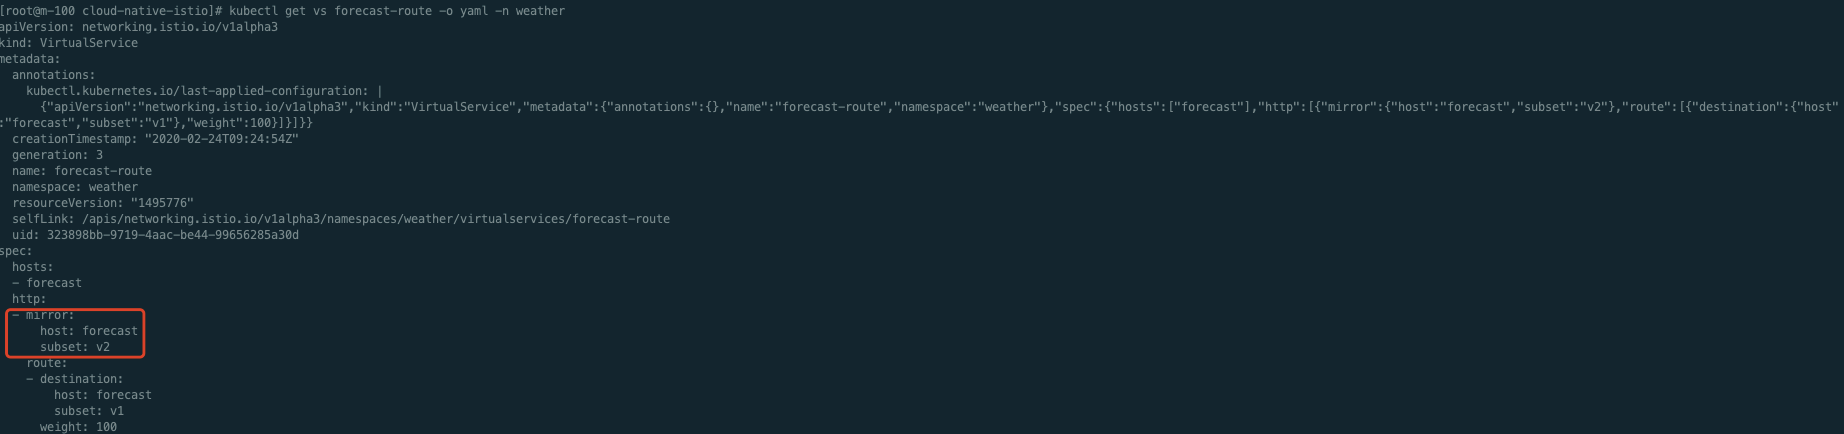 [root@m-100 cloud-native-istio]# kubectl get vs forecast-route -o yaml -n weather
apiVersion: networking.istio.io/v1alpha3
kind: VirtualService
metadata:
  annotations:
    kubectl.kubernetes.io/last-applied-configuration: |
      {"apiVersion":"networking.istio.io/v1alpha3","kind":"VirtualService","metadata":{"annotations":{},"name":"forecast-route","namespace":"weather"},"spec":{"hosts":["forecast"],"http":[{"mirror":{"host":"forecast","subset":"v2"},"route":[{"destination":{"host"
:"forecast","subset":"v1"},"weight":100}]}]}}
  creationTimestamp: "2020-02-24T09:24:54Z"
  generation: 3
  name: forecast-route
  namespace: weather
  resourceVersion: "1495776"
  selfLink: /apis/networking.istio.io/v1alpha3/namespaces/weather/virtualservices/forecast-route
  uid: 323898bb-9719-4aac-be44-99656285a30d
spec:
  hosts:
  - forecast
  http:
  - mirror:
      host: forecast
      subset: v2
    route:
    - destination:
        host: forecast
        subset: v1
      weight: 100